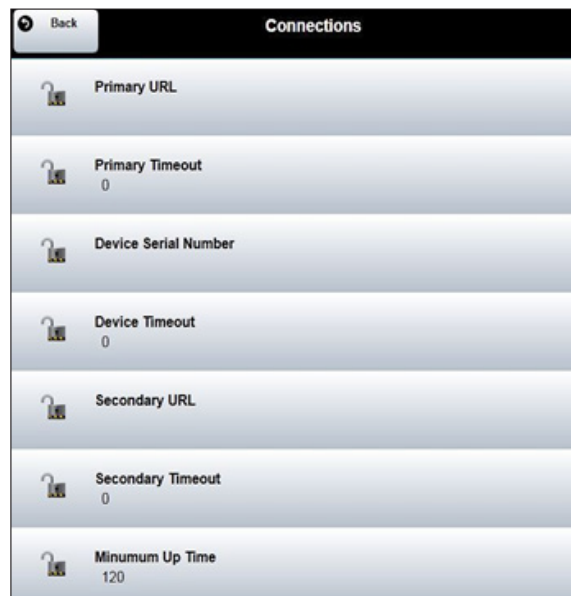 Back
Connections
Primary URL
Primary Timeout
0
Device Serial Number
Device Timeout
0
Secondary URL
Secondary Timeout
0
Minumum Up Time
120